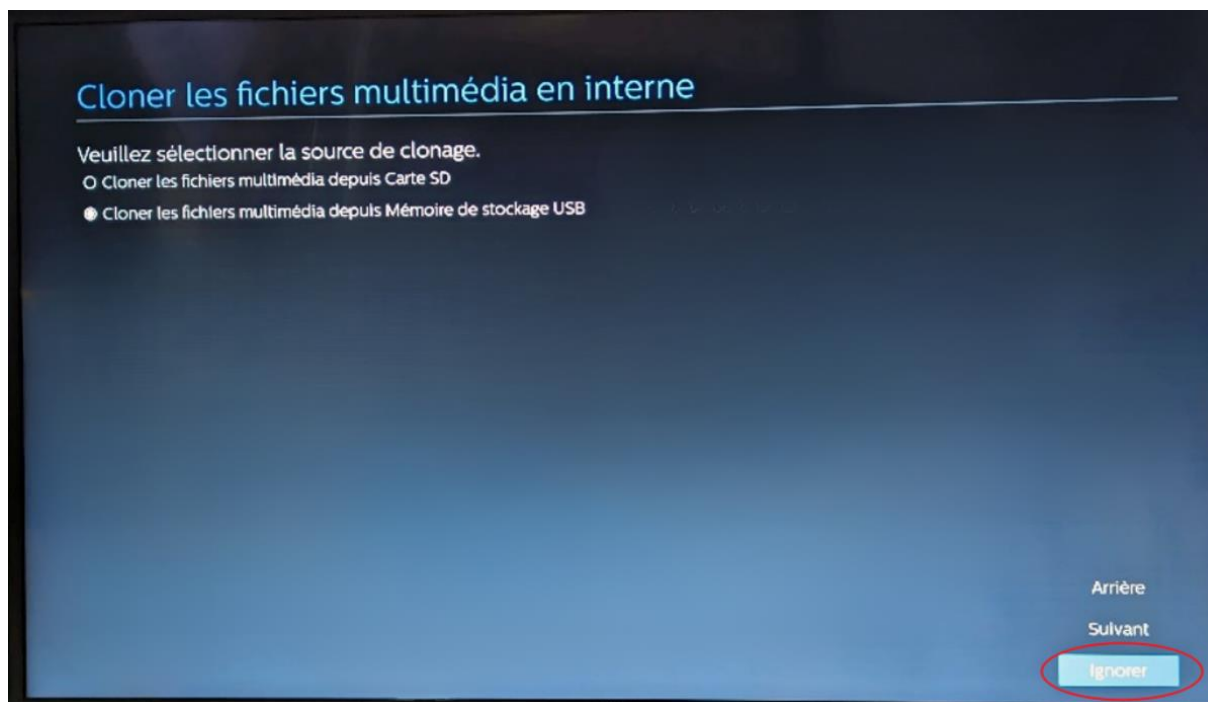 Cloner les fichiers multimédia en interne
Veuillez sélectionner la source de clonage.
Cloner les fichiers multimédia depuis Carte SD
Cloner les fichiers multimédia depuis Mémoire de stockage USB
Arrière
Suivant
Ignorer